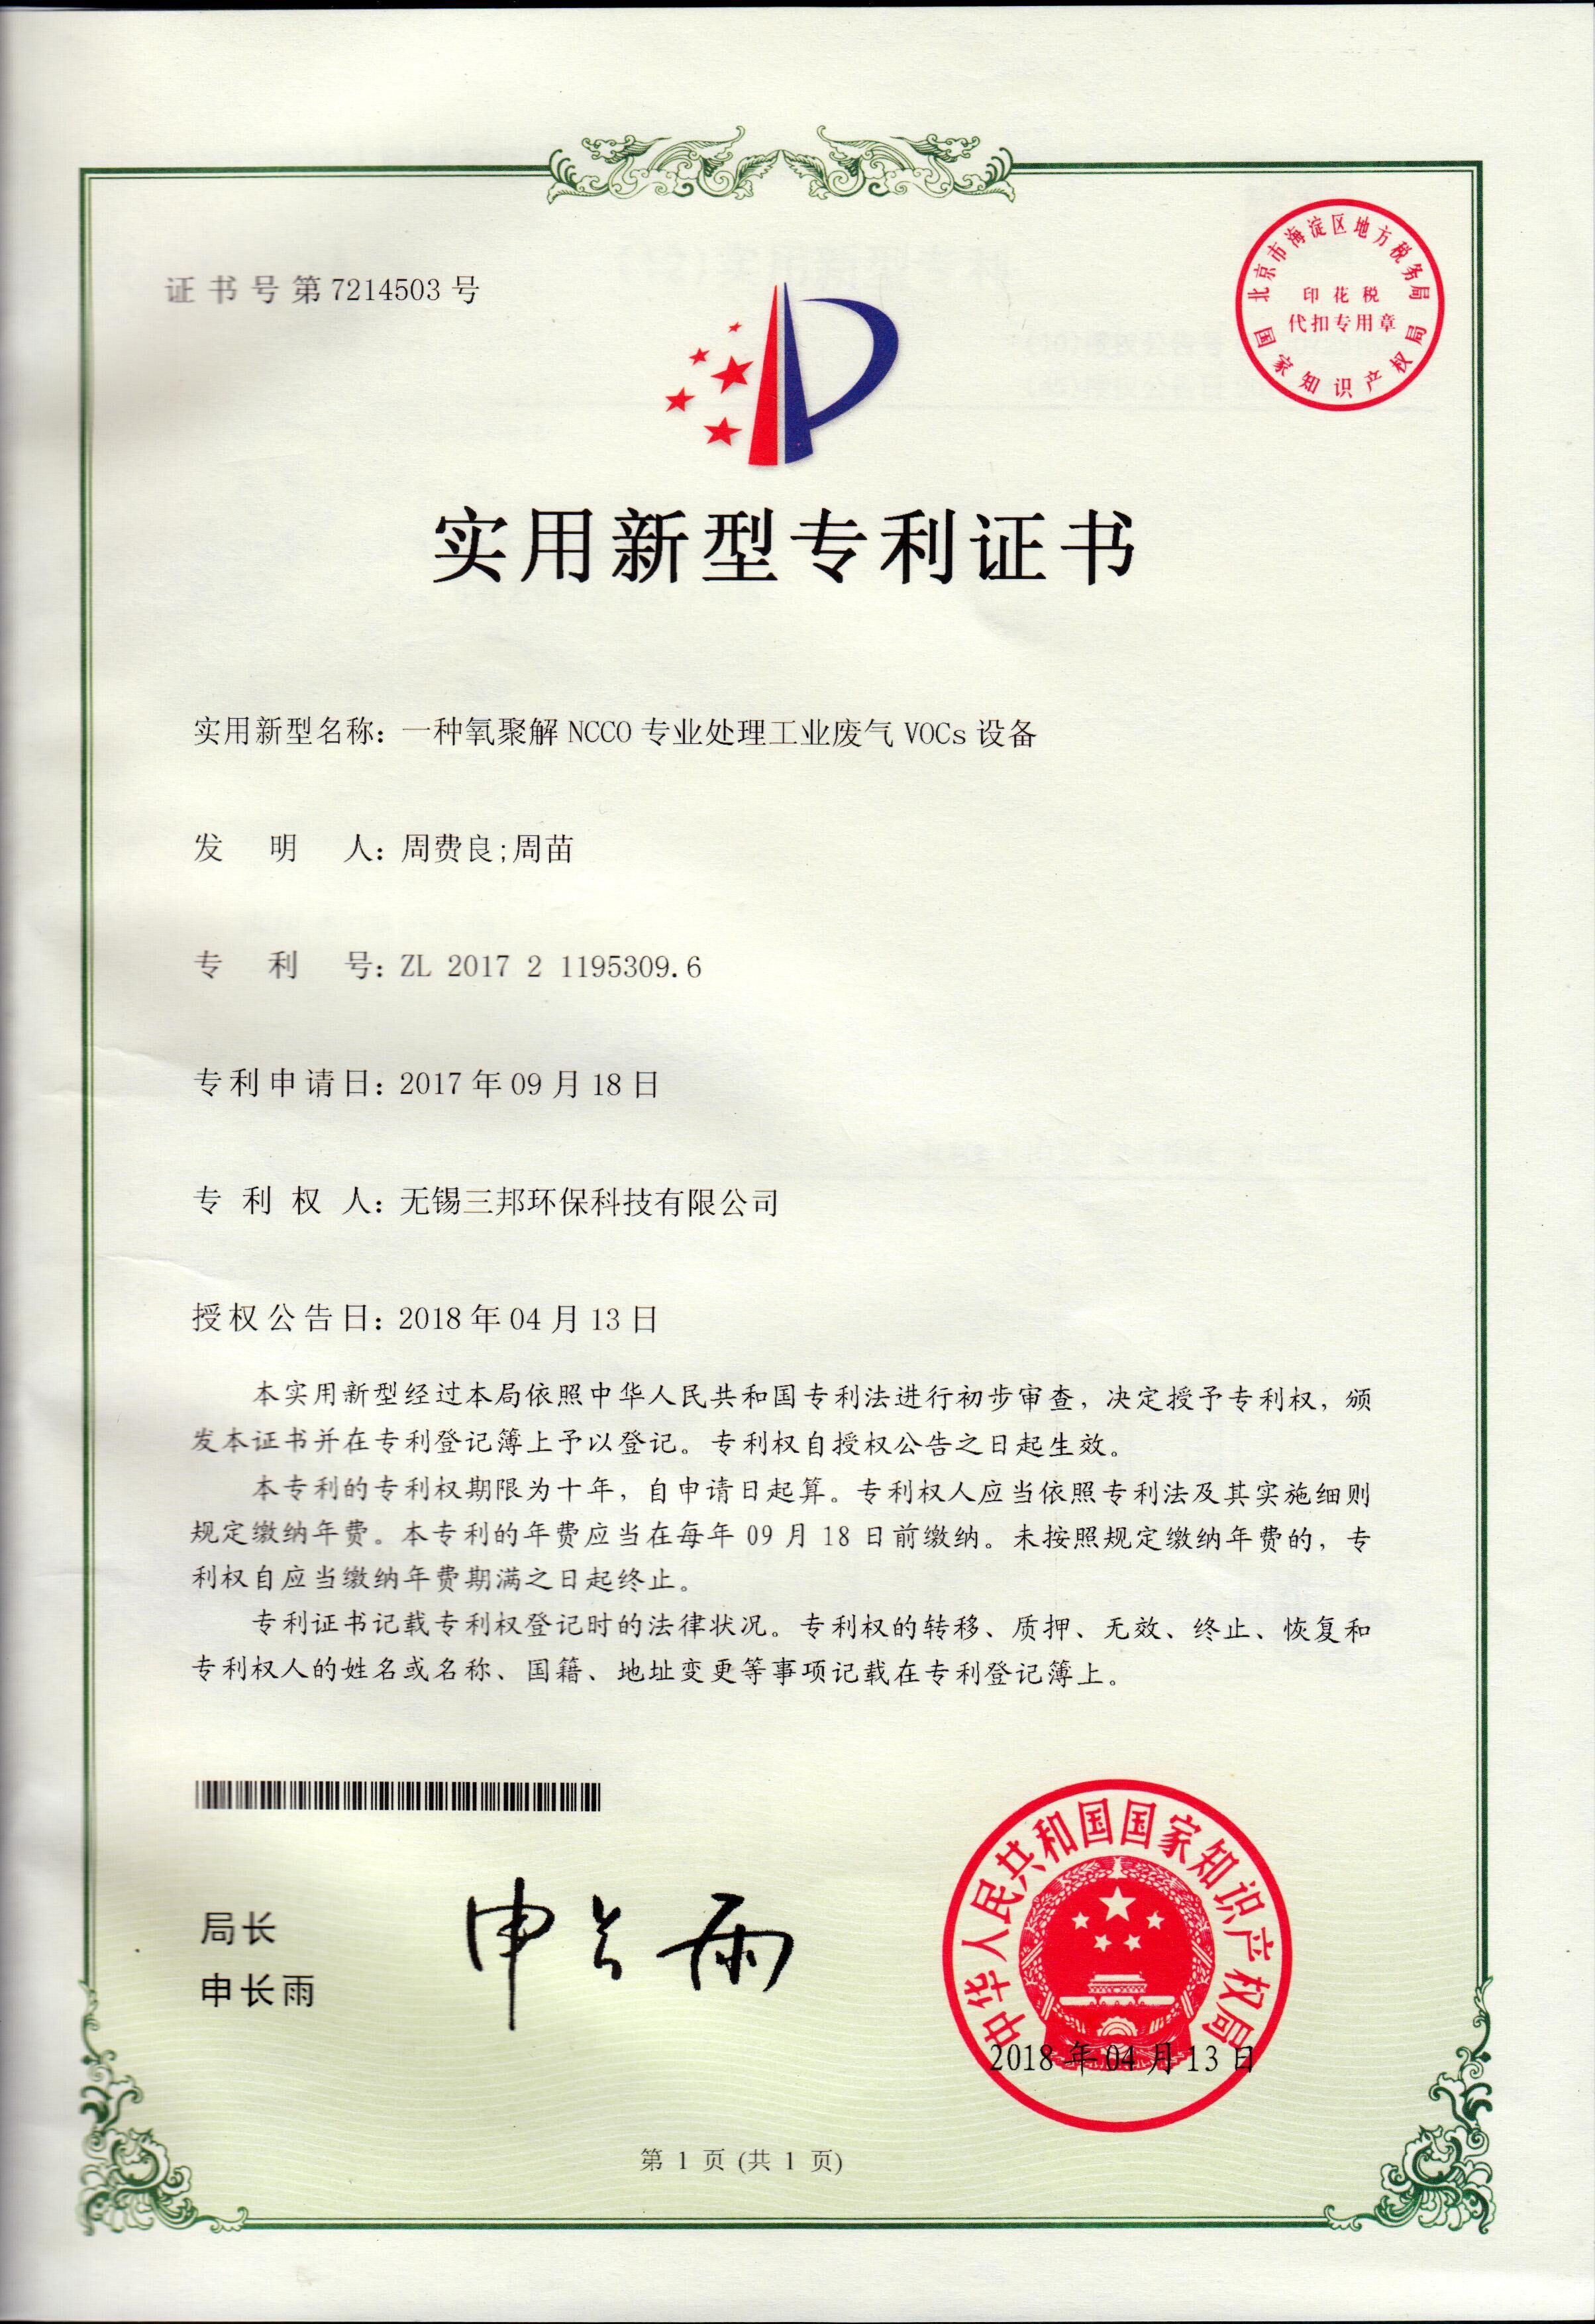 证书号第7214503号
北京市海淀区地方税务局
印花税
代扣专用章
国家知识产权局
实用新型专利证书
实用新型名称：一种氧聚解NCCO专业处理工业废气VOCs设备
发明人：周费良;周苗
专利号：ZL 2017 2 1195309.6
专利申请日：2017年09月18日
专利权人：无锡三邦环保科技有限公司
授权公告日：2018年04月13日
本实用新型经过本局依照中华人民共和国专利法进行初步审查，决定授予专利权，颁
发本证书并在专利登记簿上予以登记。专利权自授权公告之日起生效。
本专利的专利权期限为十年，自申请日起算。专利权人应当依照专利法及其实施细则
规定缴纳年费。本专利的年费应当在每年09月18日前缴纳。未按照规定缴纳年费的，专
利权自应当缴纳年费期满之日起终止。
专利证书记载专利权登记时的法律状况。专利权的转移、质押、无效、终止、恢复和
专利权人的姓名或名称、国籍、地址变更等事项记载在专利登记簿上。
局长
申长雨
申长雨
中华人民共和国国家知识产权局
2018年04月13日
第 1 页 (共 1 页)